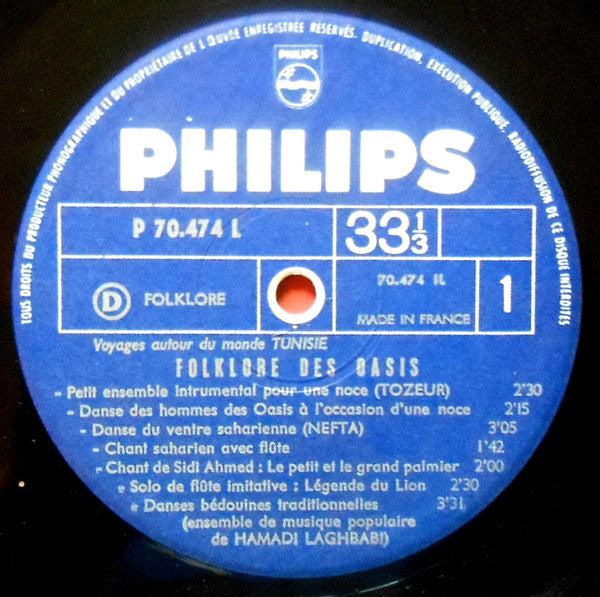 TOUS DROITS DU PRODUCTEUR PHONOGRAPHIQUE ET DU PROPRIÉTAIRE DE L'ŒUVRE ENREGISTRÉE RÉSERVÉS. DUPLICATION, EXÉCUTION PUBLIQUE, RADIODIFFUSION DE CE DISQUE INTERDITES
PHILIPS
PHILIPS
P 70.474 L
33 1/3
D FOLKLORE
70.474 1L
MADE IN FRANCE
1
Voyages autour du monde TUNISIE
FOLKLORE DES OASIS
- Petit ensemble Intrumental pour une noce (TOZEUR) 2'30
- Danse des hommes des Oasis à l'occasion d'une noce 2'15
- Danse du ventre saharienne (NEFTA) 3'05
- Chant saharien avec flûte 1'42
- Chant de Sidi Ahmed : Le petit et le grand palmier 2'00
- Solo de flûte imitative : Légende du Lion 2'30
- Danses bédouines traditionnelles 3'31
(ensemble de musique populaire
de HAMADI LAGHBABI)